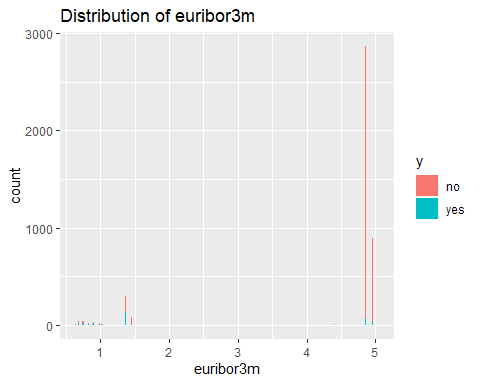 Distribution of euribor3m
3000
2000
1000
0
count
1 2 3 4 5
euribor3m
y
no
yes